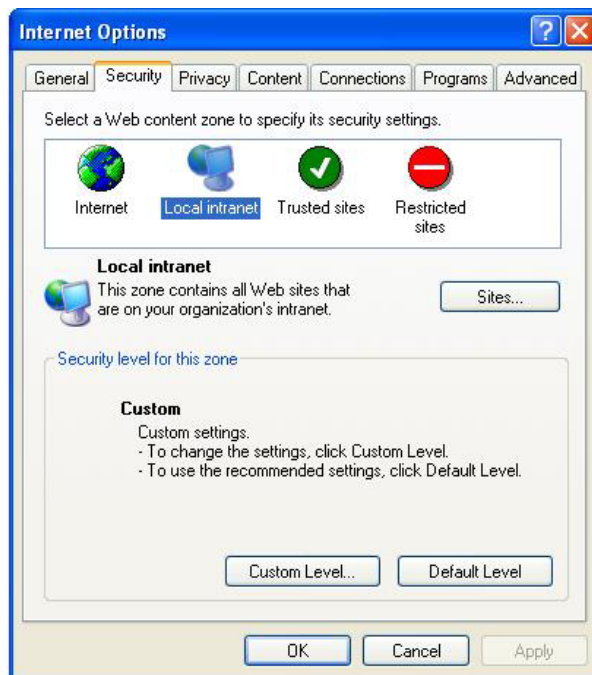 Internet Options
General Security Privacy Content Connections Programs Advanced
Select a Web content zone to specify its security settings.
Internet Local intranet Trusted sites Restricted
sites
Local intranet
This zone contains all Web sites that
are on your organization's intranet.
Sites...
Security level for this zone
Custom
Custom settings.
- To change the settings, click Custom Level.
- To use the recommended settings, click Default Level.
Custom Level... Default Level
OK Cancel Apply